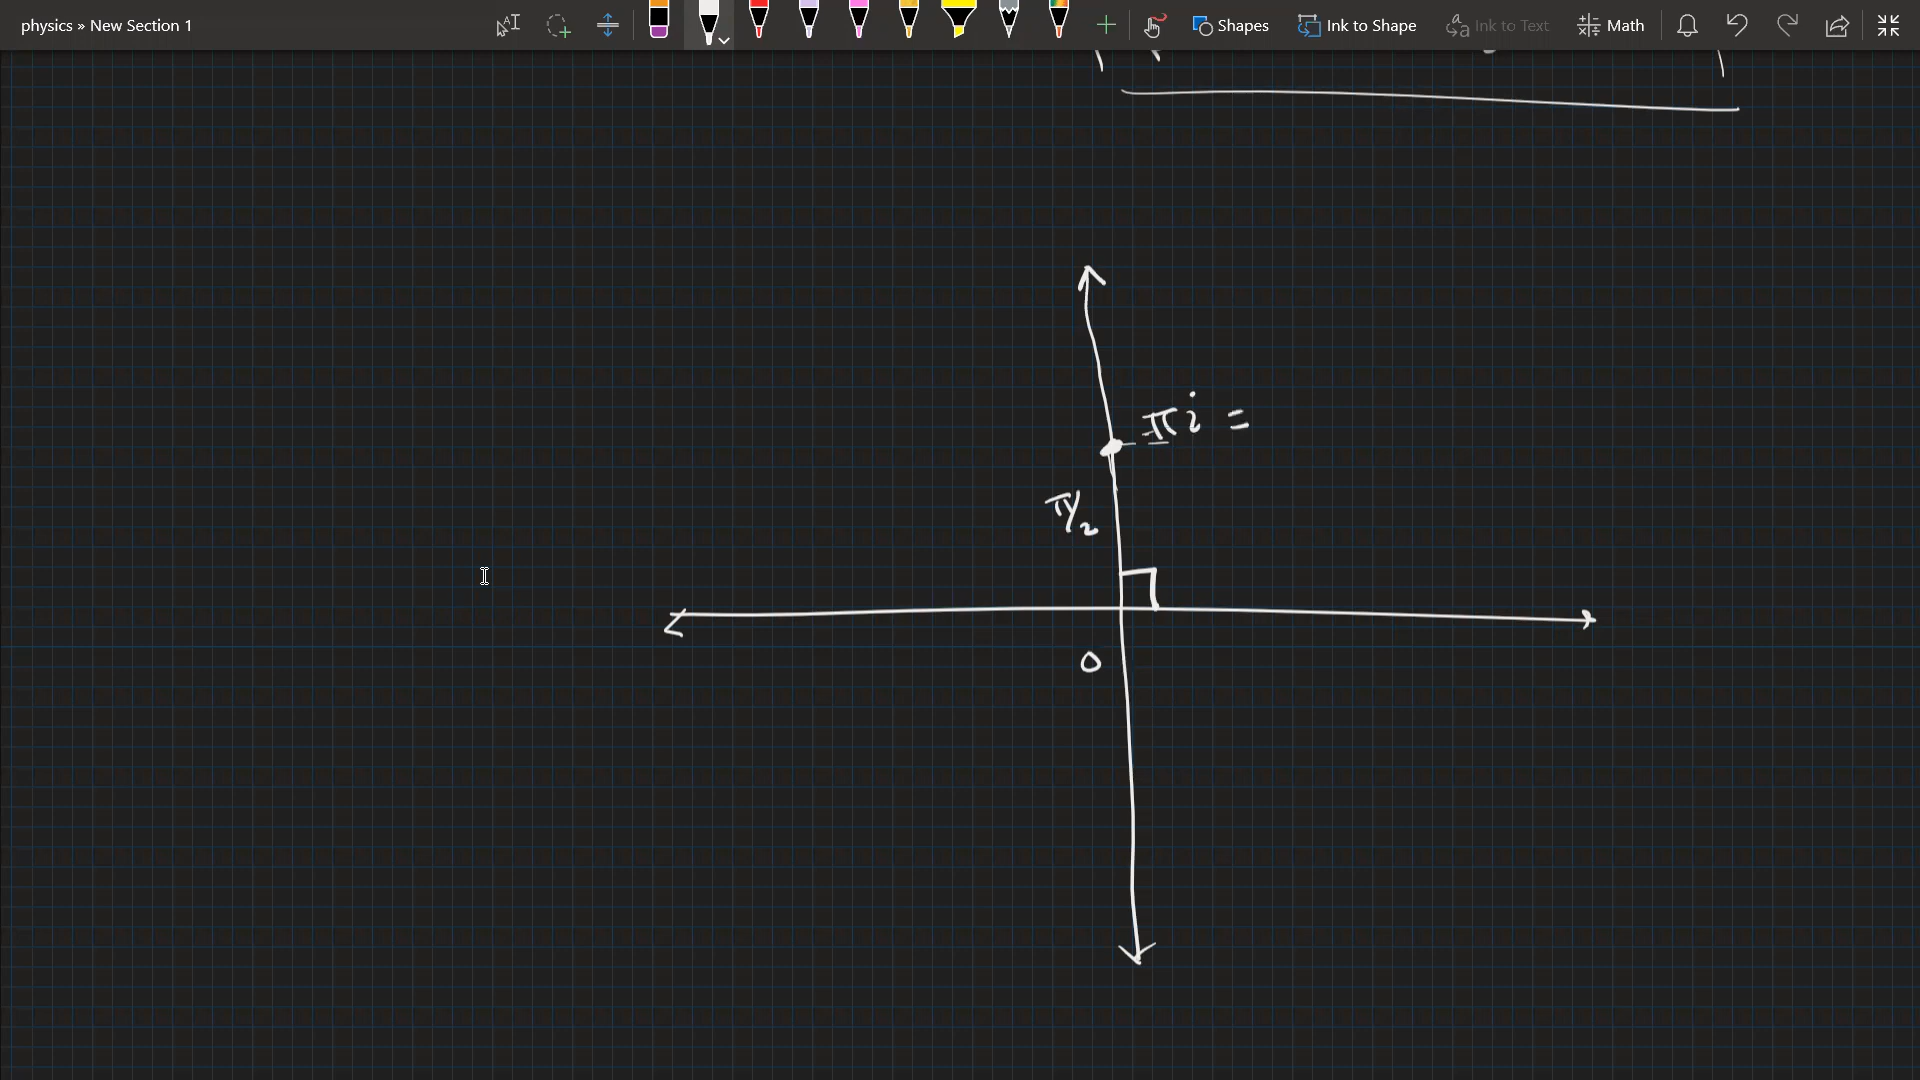 physics » New Section 1
Shapes
Ink to Shape
Ink to Text
Math
πi =
π/2
0